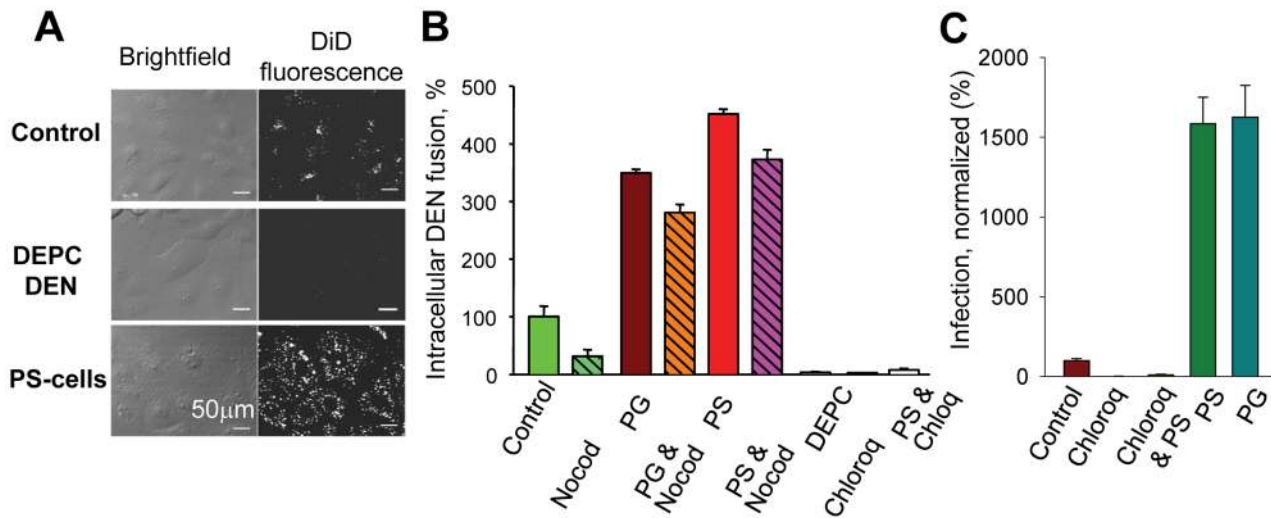 A
Brightfield
DiD
fluorescence
Control
DEPC
DEN
PS-cells
50μm
B
Intracellular DEN fusion, %
500
400
300
200
100
0
Control
Nocod
PG
PG &
Nocod
PS
PS &
Nocod
DEPC
Chloroq
PS &
Chloq
C
Infection, normalized (%)
2000
1500
1000
500
0
Control
Chloroq
Chloroq
& PS
PS
PG